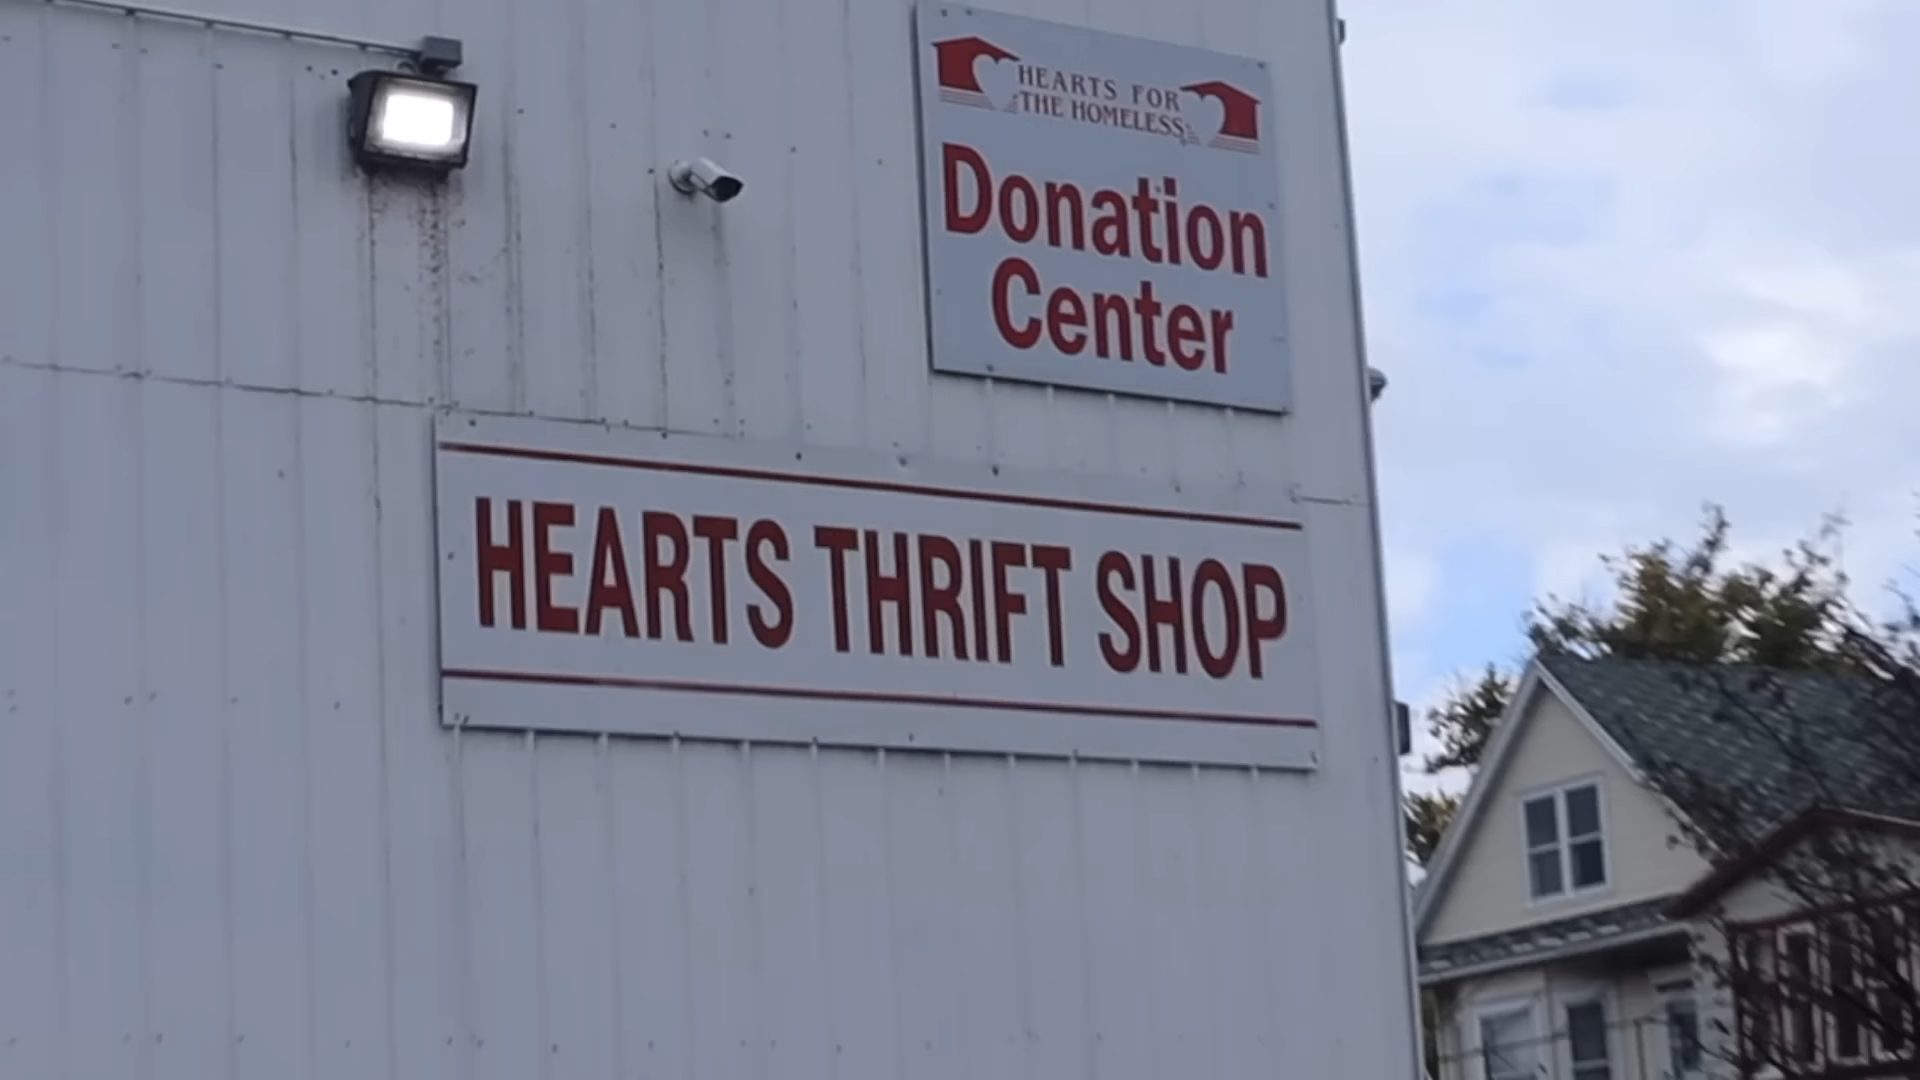 HEARTS FOR
THE HOMELESS
Donation
Center
HEARTS THRIFT SHOP